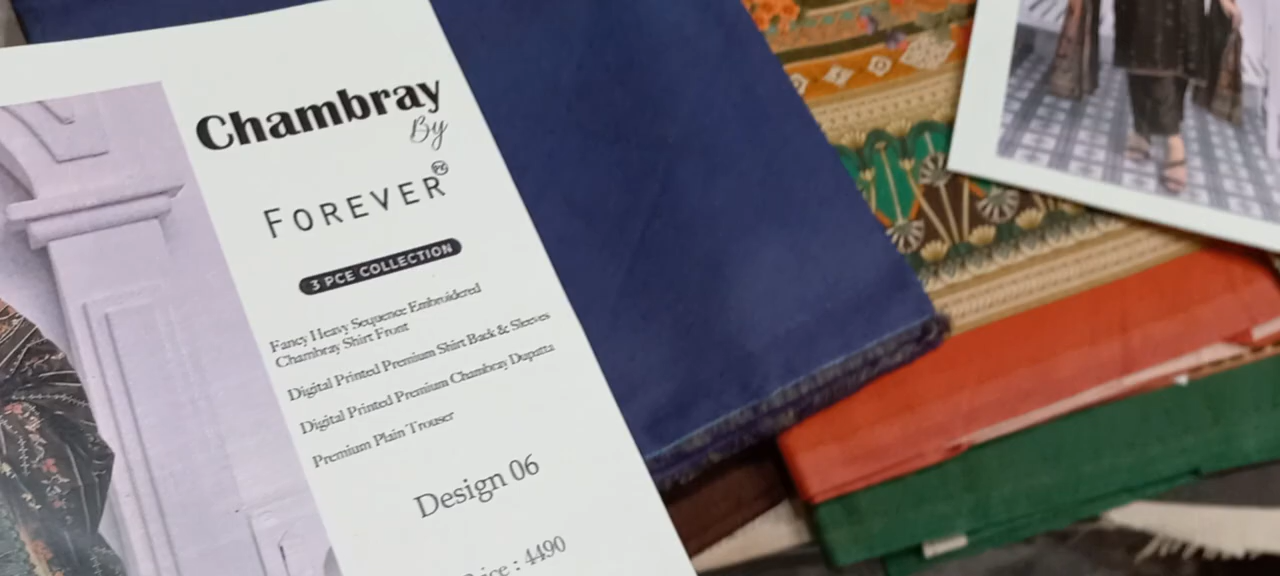 Chambray
By
FOREVER
3 PCE COLLECTION
Fancy Heavy Sequence Embroidered
Chambray Shirt Front
Digital Printed Premium Shirt Back & Sleeves
Digital Printed Premium Chambray Dupatta
Premium Plain Trouser
Design 06
Price : 4490